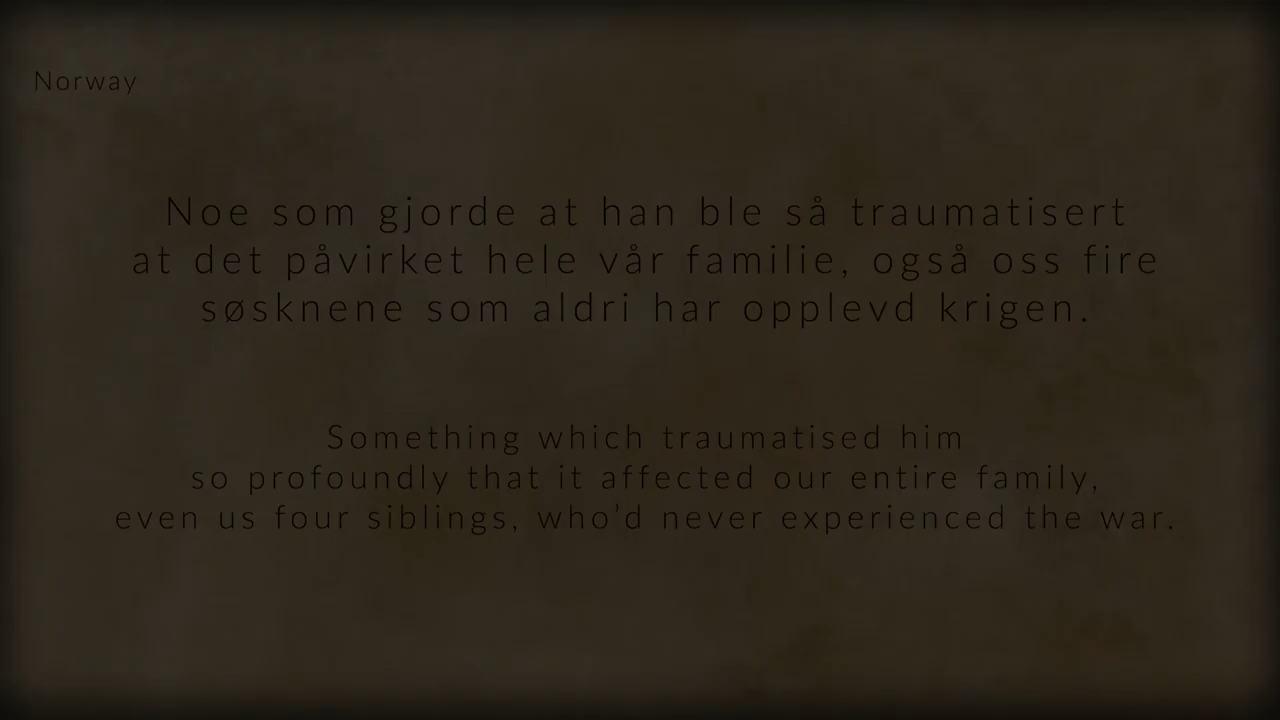 Norway
Noe som gjorde at han ble så traumatisert
at det påvirket hele vår familie, også oss fire
søsknene som aldri har opplevd krigen.
Something which traumatised him
so profoundly that it affected our entire family,
even us four siblings, who'd never experienced the war.